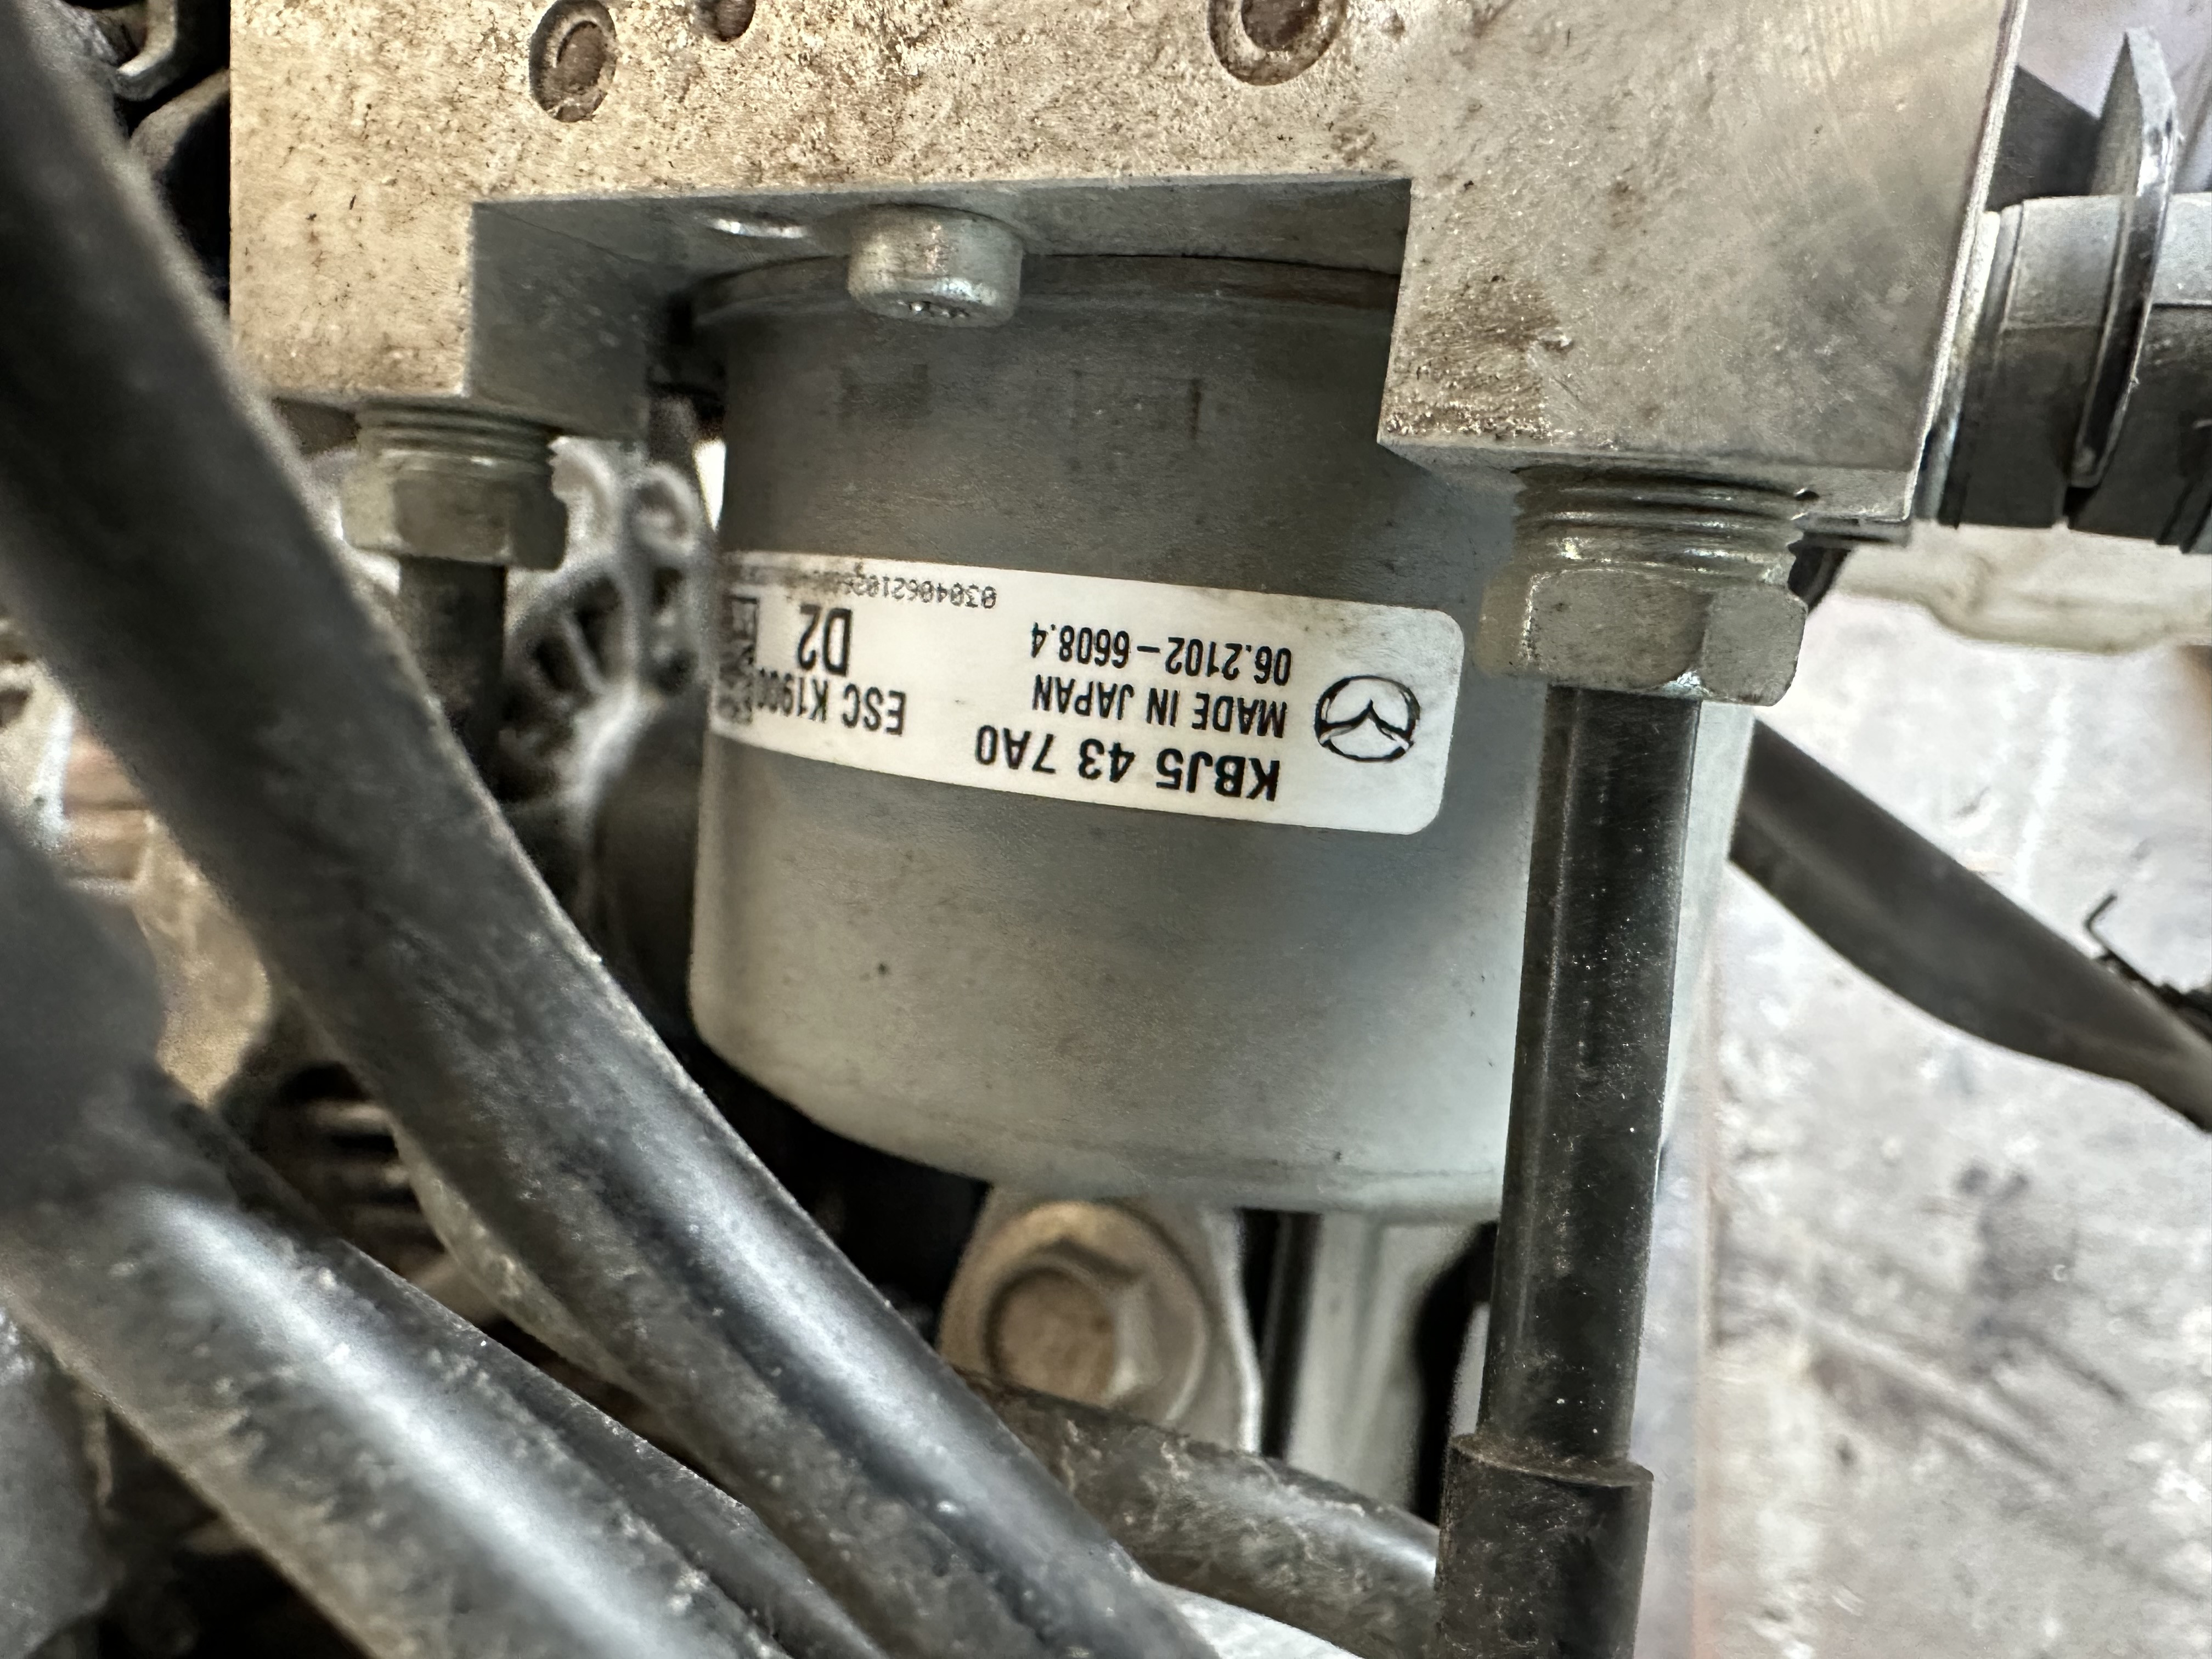 KBJ5 43 7A0
MADE IN JAPAN
06.2102-6608.4
ESC
D2